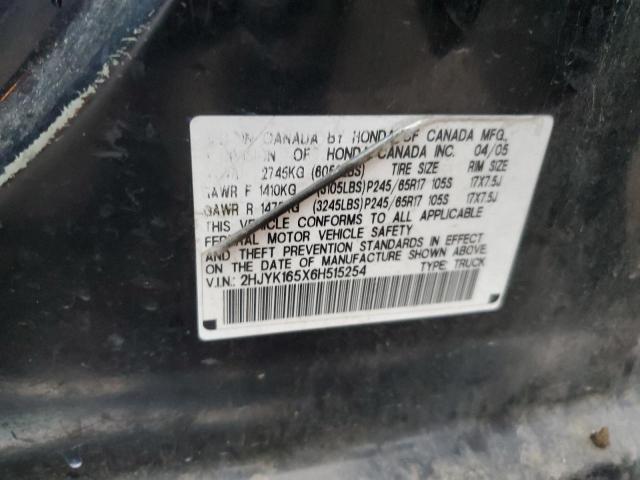 CANADA BY HONDA OF CANADA MFG.
OF HONDA CANADA INC. 04/05
2745KG TIRE SIZE RIM SIZE
F 1410KG (3105LBS) P245/65R17 105S 17X7.5J
GAWR R (3245LBS) P245/65R17 105S 17X7.5J
THIS VEHICLE CONFORMS TO ALL APPLICABLE
FEDERAL MOTOR VEHICLE SAFETY
AND THEFT PREVENTION STANDARDS IN EFFECT
ON THE DATE OF MANUFACTURE SHOWN ABOVE.
V.I.N.: 2HJYK165X6H515254 TYPE: TRUCK